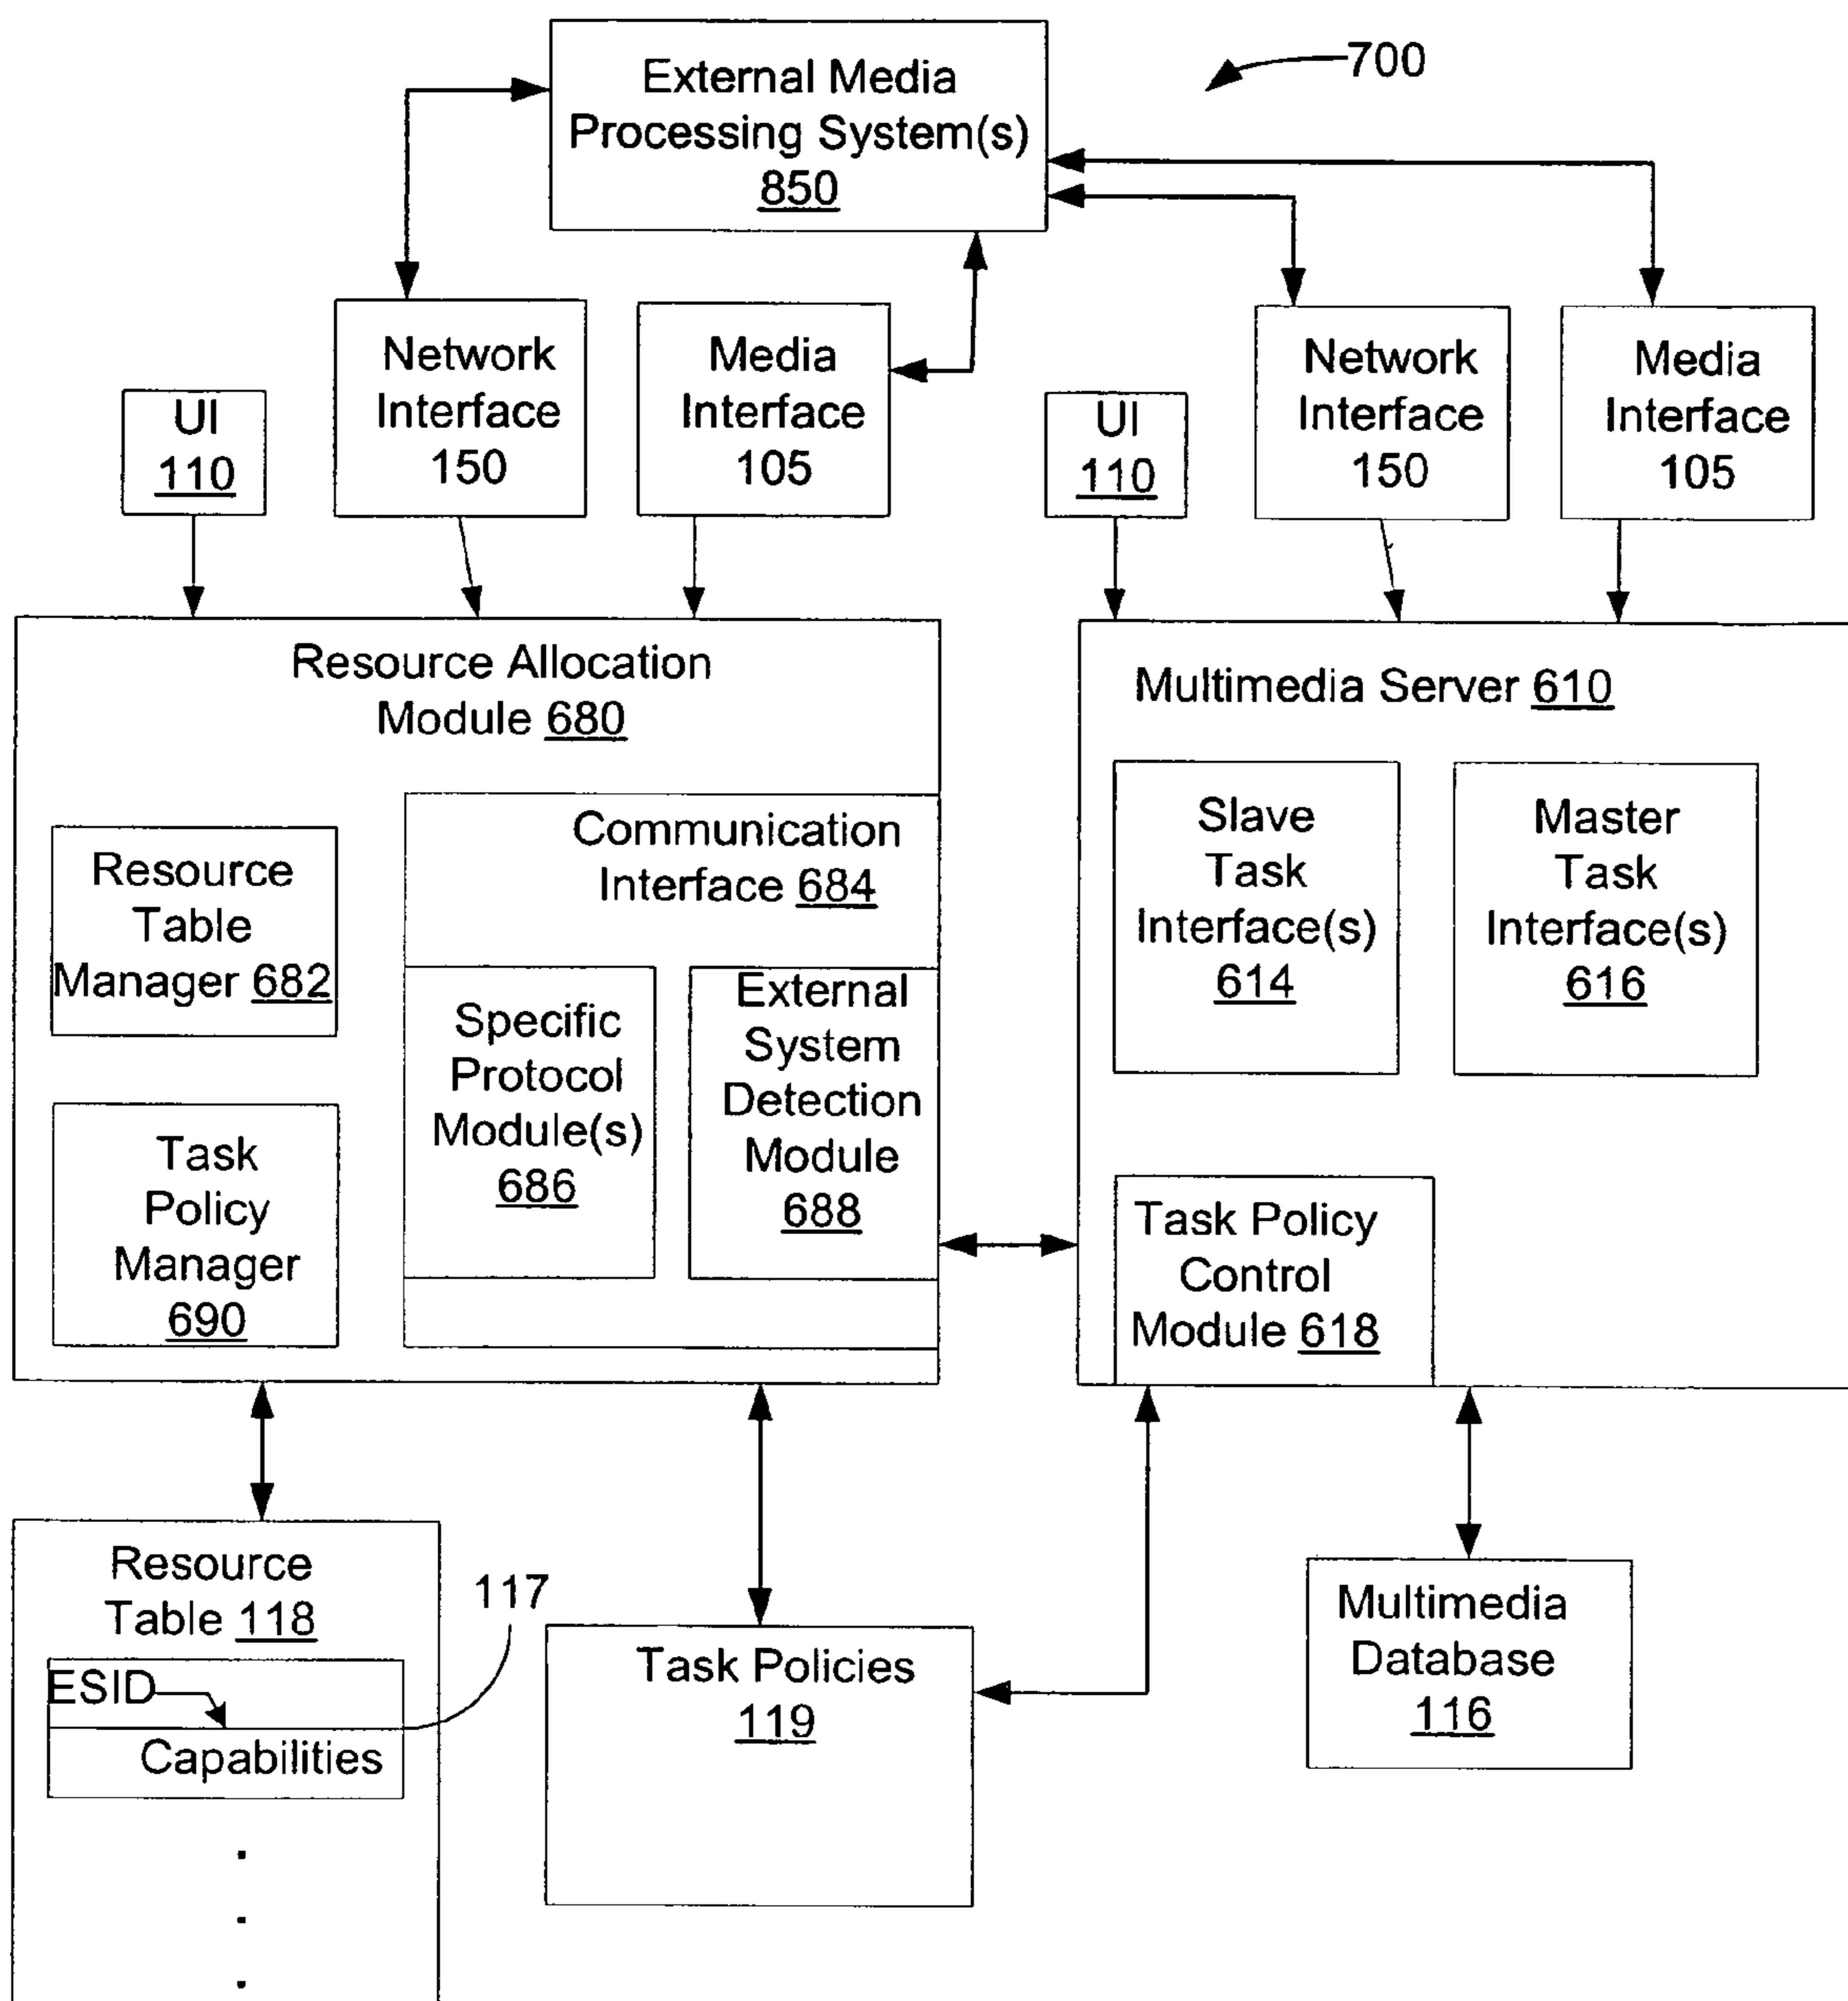 700
External Media
Processing System(s)
850
UI
110
Network
Interface
150
Media
Interface
105
UI
110
Network
Interface
150
Media
Interface
105
Resource Allocation
Module 680
Resource
Table
Manager 682
Communication
Interface 684
Specific
Protocol
Module(s)
686
External
System
Detection
Module
688
Task
Policy
Manager
690
Multimedia Server 610
Slave
Task
Interface(s)
614
Master
Task
Interface(s)
616
Task Policy
Control
Module 618
Resource
Table 118
117
ESID
Capabilities
Task Policies
119
Multimedia
Database
116